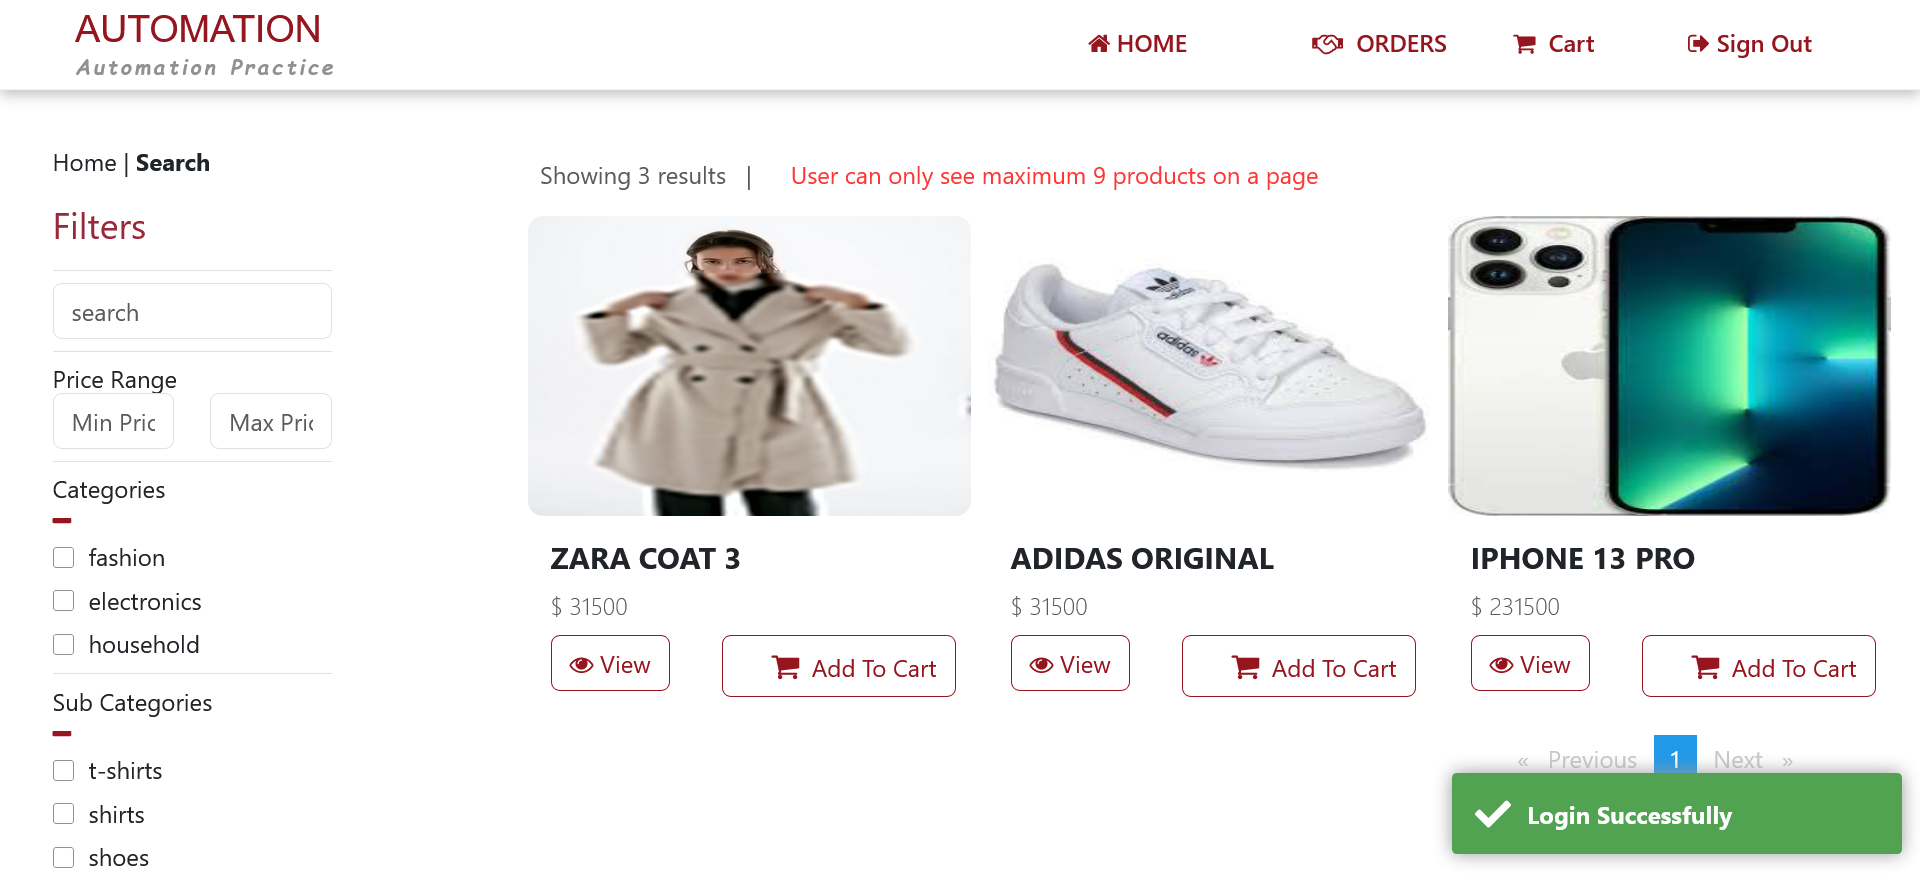 AUTOMATION
Automation Practice
HOME
ORDERS
Cart
Sign Out
Home | Search
Filters
search
Price Range
Min Pric
Max Pric
Categories
fashion
electronics
household
Sub Categories
t-shirts
shirts
shoes
Showing 3 results |
User can only see maximum 9 products on a page
adidas
adidas
ZARA COAT 3
$ 31500
View
Add To Cart
ADIDAS ORIGINAL
$ 31500
View
Add To Cart
IPHONE 13 PRO
$ 231500
View
Add To Cart
« Previous 1 Next »
Login Successfully